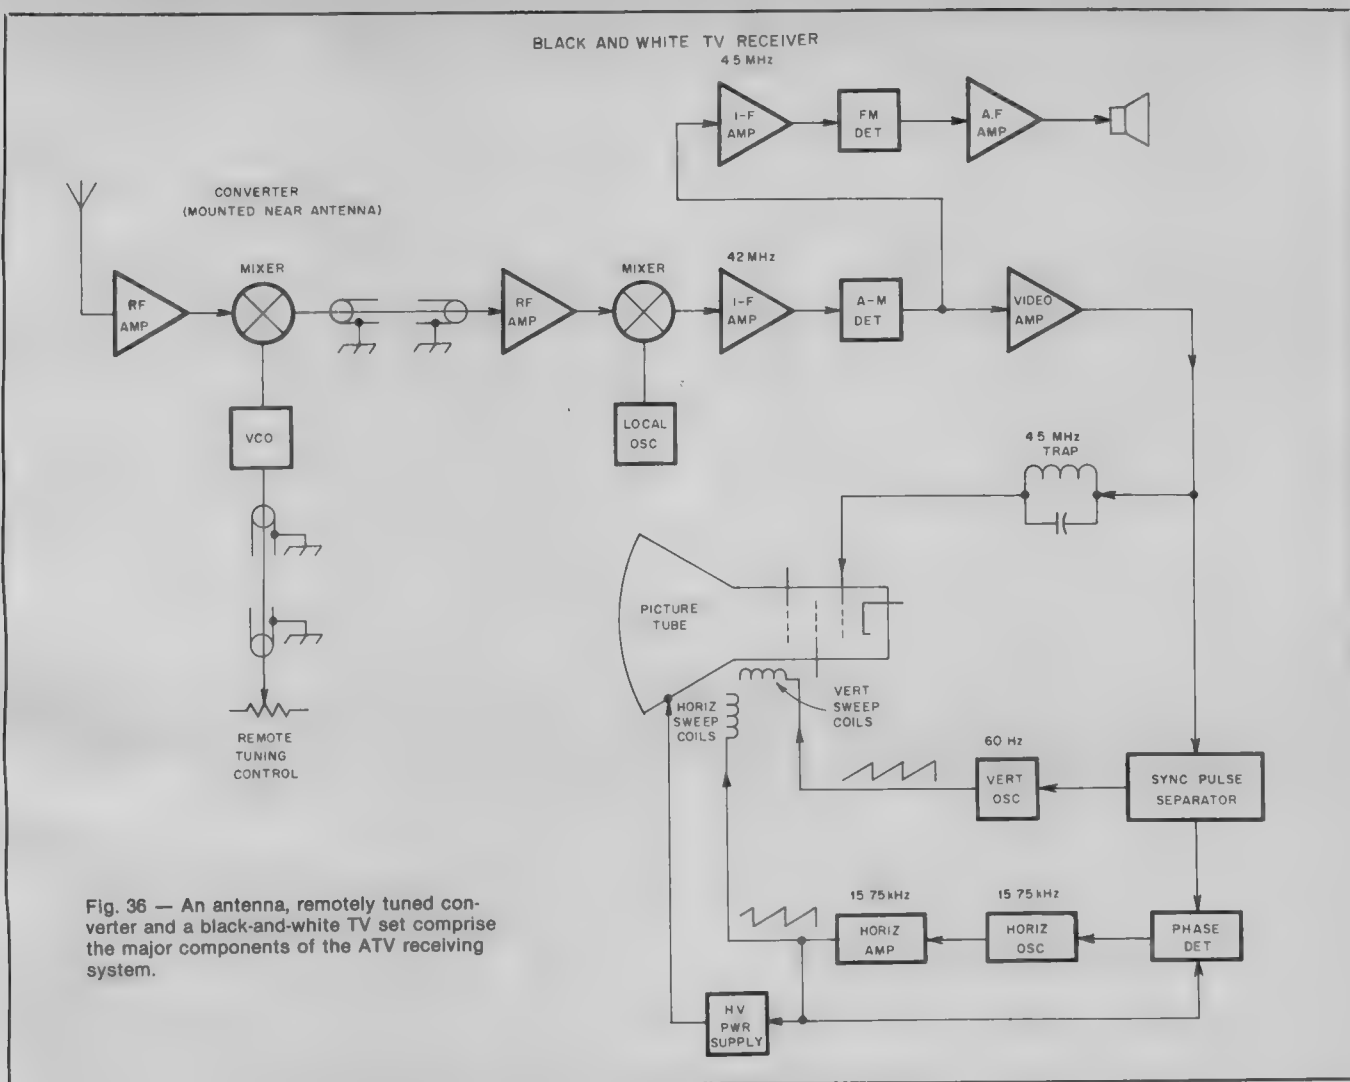 BLACK AND WHITE TV RECEIVER
4 5 MHz
I-F
AMP
FM
DET
A.F
AMP
CONVERTER
(MOUNTED NEAR ANTENNA)
RF
AMP
MIXER
RF
AMP
MIXER
42 MHz
I-F
AMP
A-M
DET
VIDEO
AMP
VCO
LOCAL
OSC
4 5 MHz
TRAP
PICTURE
TUBE
REMOTE
TUNING
CONTROL
HORIZ
SWEEP
COILS
VERT
SWEEP
COILS
60 Hz
VERT
OSC
SYNC PULSE
SEPARATOR
15 75 kHz
HORIZ
AMP
15 75 kHz
HORIZ
OSC
PHASE
DET
HV
PWR
SUPPLY
Fig. 36 — An antenna, remotely tuned con-
verter and a black-and-white TV set comprise
the major components of the ATV receiving
system.